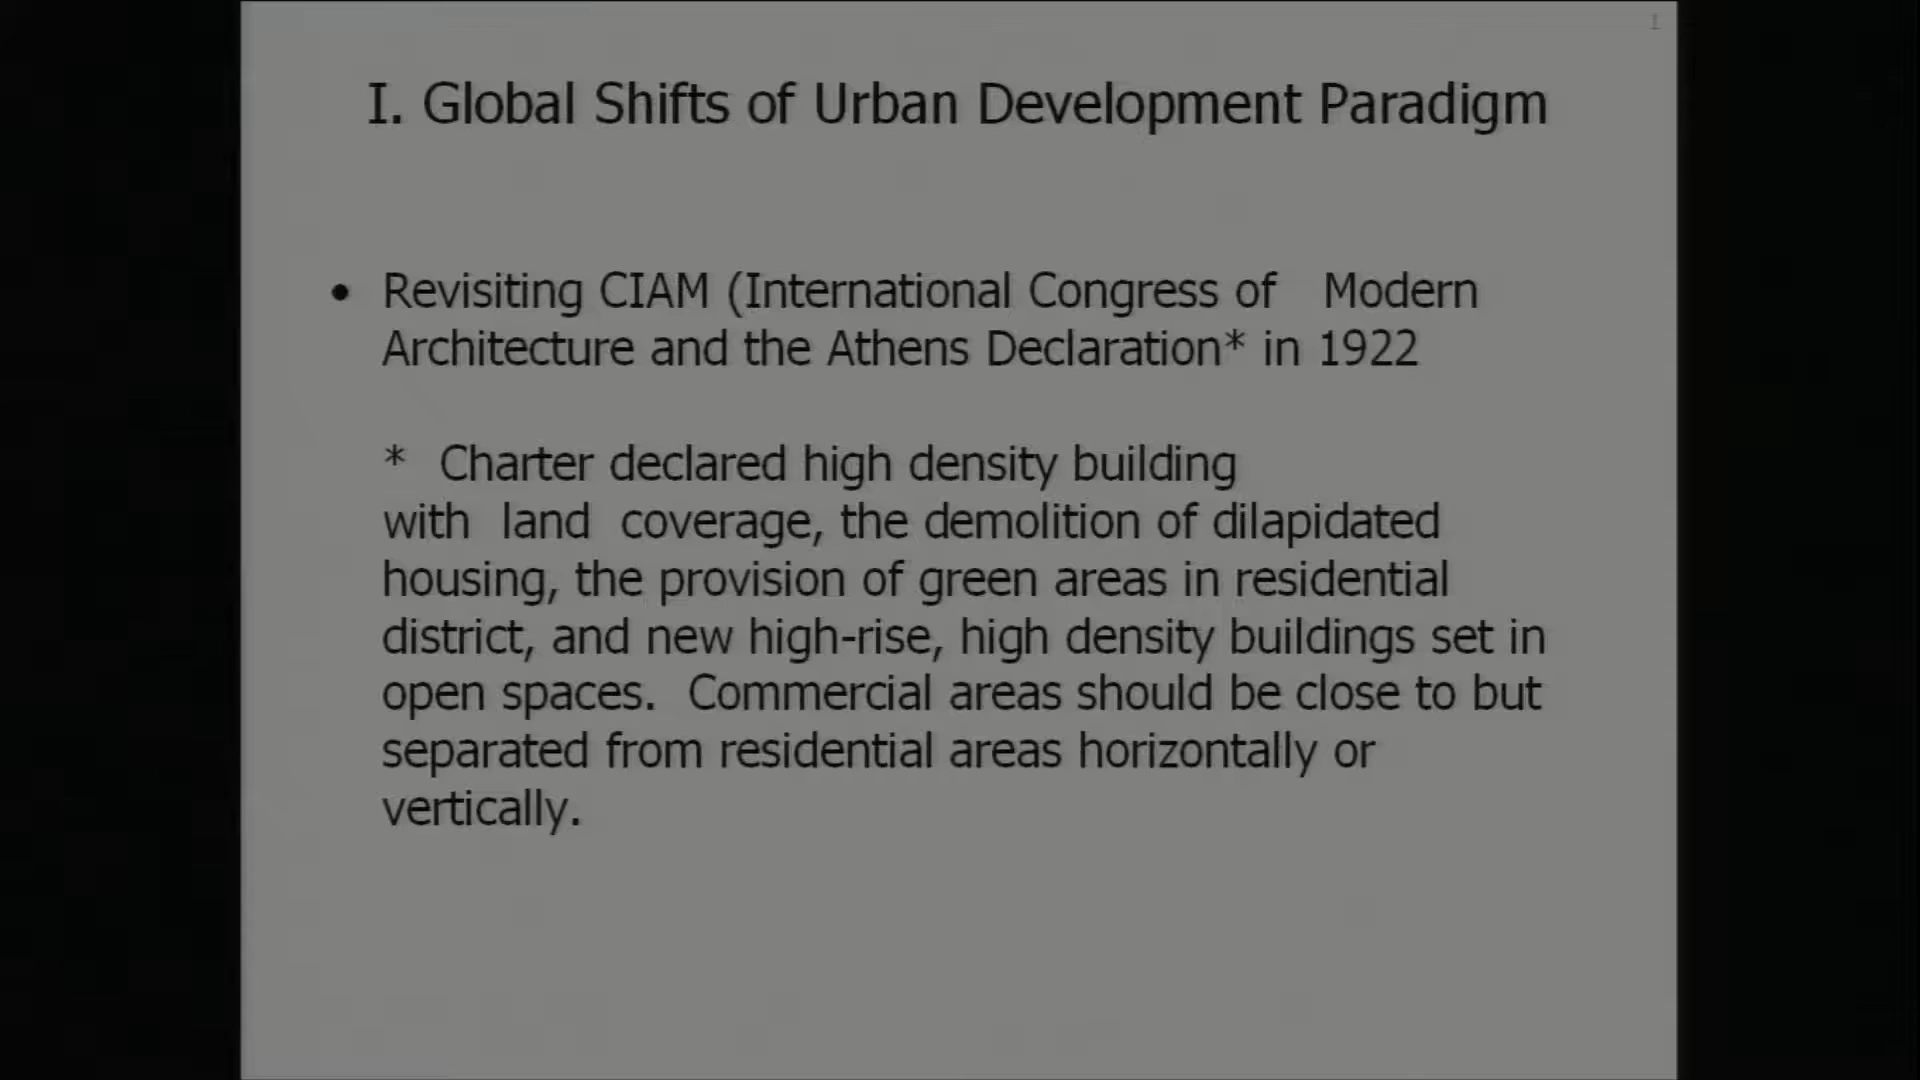 1
I. Global Shifts of Urban Development Paradigm
• Revisiting CIAM (International Congress of Modern
Architecture and the Athens Declaration* in 1922
* Charter declared high density building
with land coverage, the demolition of dilapidated
housing, the provision of green areas in residential
district, and new high-rise, high density buildings set in
open spaces. Commercial areas should be close to but
separated from residential areas horizontally or
vertically.